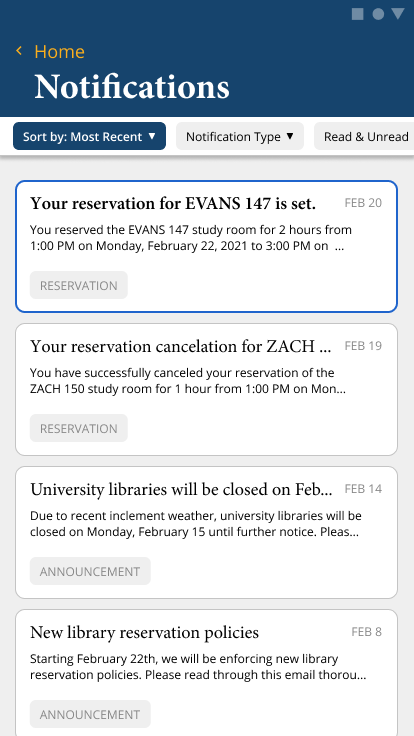 Home
Notifications
Sort by: Most Recent
Notification Type
Read & Unread
Your reservation for EVANS 147 is set.
FEB 20
You reserved the EVANS 147 study room for 2 hours from
1:00 PM on Monday, February 22, 2021 to 3:00 PM on ...
RESERVATION
Your reservation cancelation for ZACH ...
FEB 19
You have successfully canceled your reservation of the
ZACH 150 study room for 1 hour from 1:00 PM on Mon...
RESERVATION
University libraries will be closed on Feb...
FEB 14
Due to recent inclement weather, university libraries will be
closed on Monday, February 15 until further notice. Pleas...
ANNOUNCEMENT
New library reservation policies
FEB 8
Starting February 22th, we will be enforcing new library
reservation policies. Please read through this email thorou...
ANNOUNCEMENT